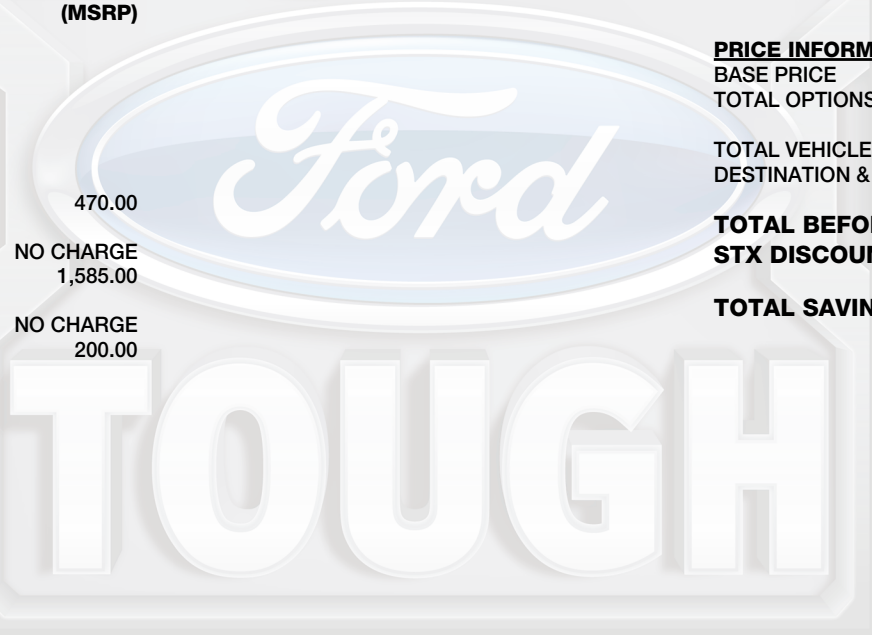 (MSRP)
470.00
NO CHARGE
1,585.00
NO CHARGE
200.00
PRICE INFORM
BASE PRICE
TOTAL OPTIONS
TOTAL VEHICLE
DESTINATION &
TOTAL BEFO
STX DISCOU
TOTAL SAVIN
Ford
TOUGH